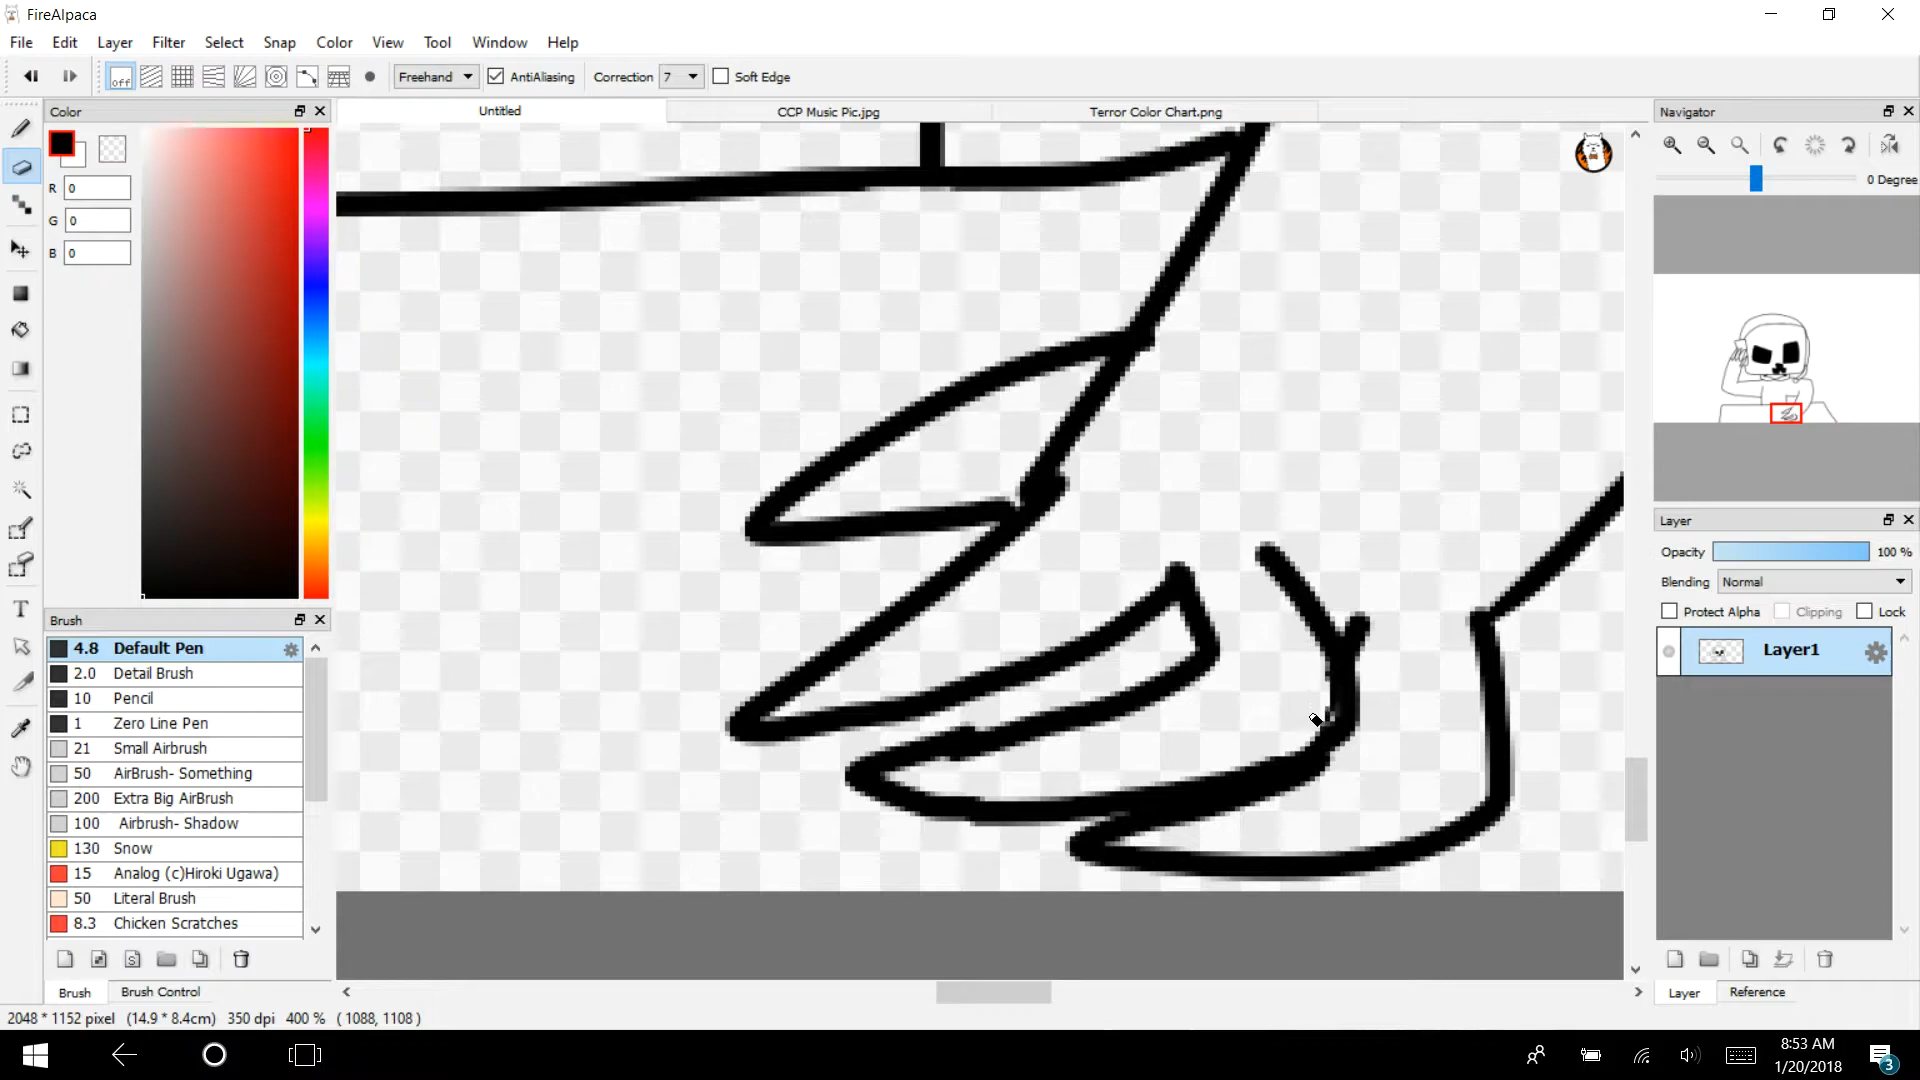 FireAlpaca
File Edit Layer Filter Select Snap Color View Tool Window Help
off Freehand AntiAliasing Correction 7 Soft Edge
Color
R 0
G 0
B 0
Untitled CCP Music Pic.jpg Terror Color Chart.png
Navigator
0 Degree
Brush
4.8 Default Pen
2.0 Detail Brush
10 Pencil
1 Zero Line Pen
21 Small Airbrush
50 AirBrush- Something
200 Extra Big AirBrush
100 Airbrush- Shadow
130 Snow
15 Analog (c)Hiroki Ugawa)
50 Literal Brush
8.3 Chicken Scratches
Brush Brush Control
Layer
Opacity 100 %
Blending Normal
Protect Alpha Clipping Lock
Layer1
Layer Reference
2048 * 1152 pixel (14.9 * 8.4cm) 350 dpi 400 % ( 1088, 1108 )
8:53 AM
1/20/2018
3